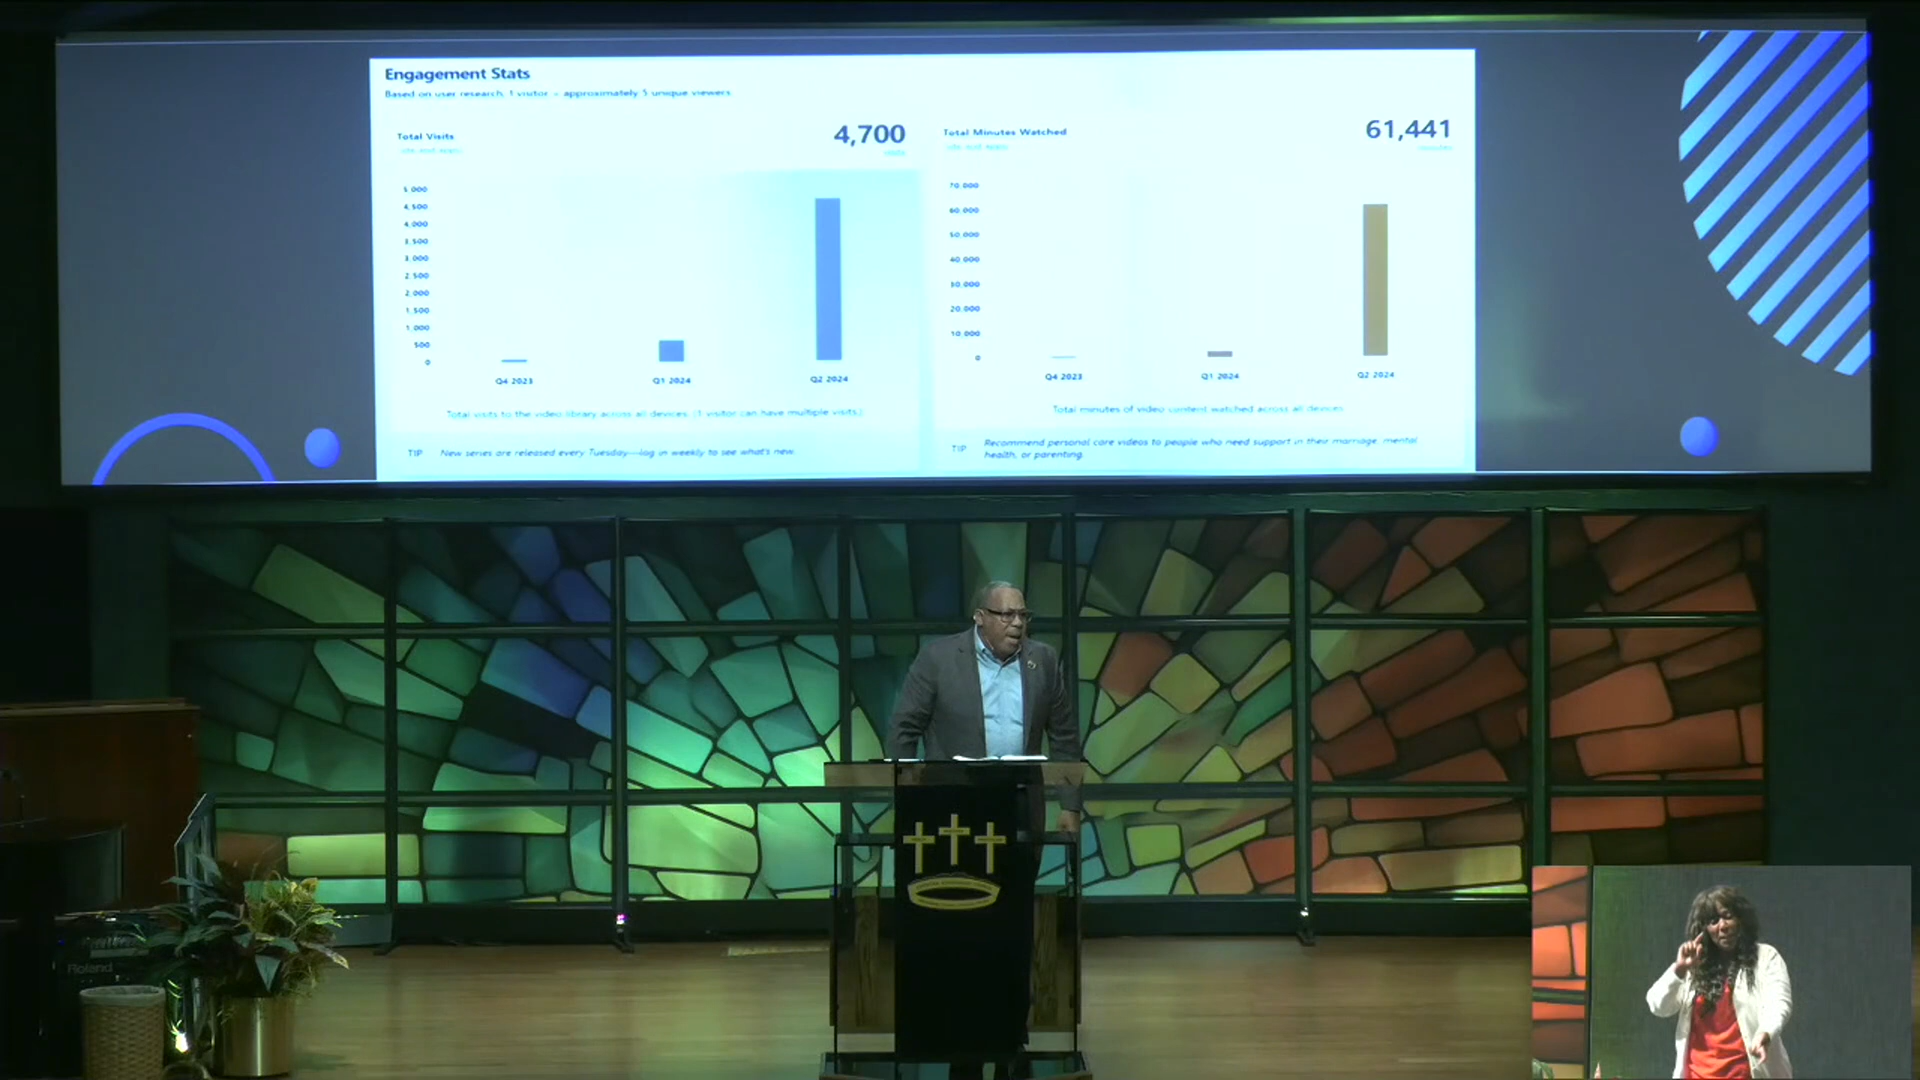 Engagement Stats
Based on user research, 1 visitor = approximately 5 unique viewers
Total Visits
4,700
visits
5,000
4,500
4,000
3,500
3,000
2,500
2,000
1,500
1,000
500
0
Q4 2023
Q1 2024
Q2 2024
Total visits to the video library across all devices. (1 visitor can have multiple visits.)
TIP
New series are released every Tuesday—log in weekly to see what's new.
Total Minutes Watched
61,441
minutes
70,000
60,000
50,000
40,000
30,000
20,000
10,000
0
Q4 2023
Q1 2024
Q2 2024
Total minutes of video content watched across all devices
TIP
Recommend personal care videos to people who need support in their marriage, mental
health, or parenting.
Roland